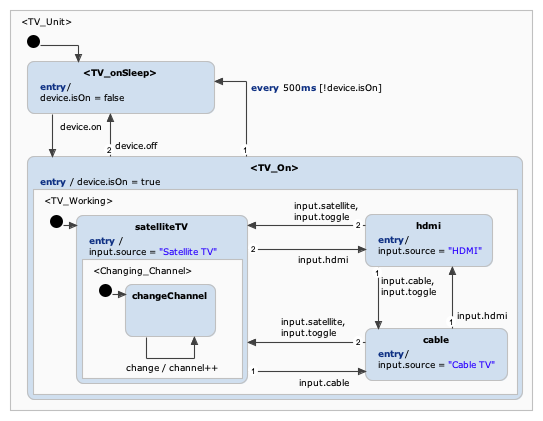 <TV_Unit>
<TV_onSleep>
entry/
device.isOn = false
every 500ms [!device.isOn]
device.on
device.off
2
1
<TV_On>
entry / device.isOn = true
<TV_Working>
satelliteTV
entry /
input.source = "Satellite TV"
input.satellite,
input.toggle
2
hdmi
entry/
input.source = "HDMI"
2
input.hdmi
<Changing_Channel>
changeChannel
change / channel++
1
input.cable,
input.toggle
input.hdmi
1
input.satellite,
input.toggle
2
cable
entry/
input.source = "Cable TV"
1
input.cable